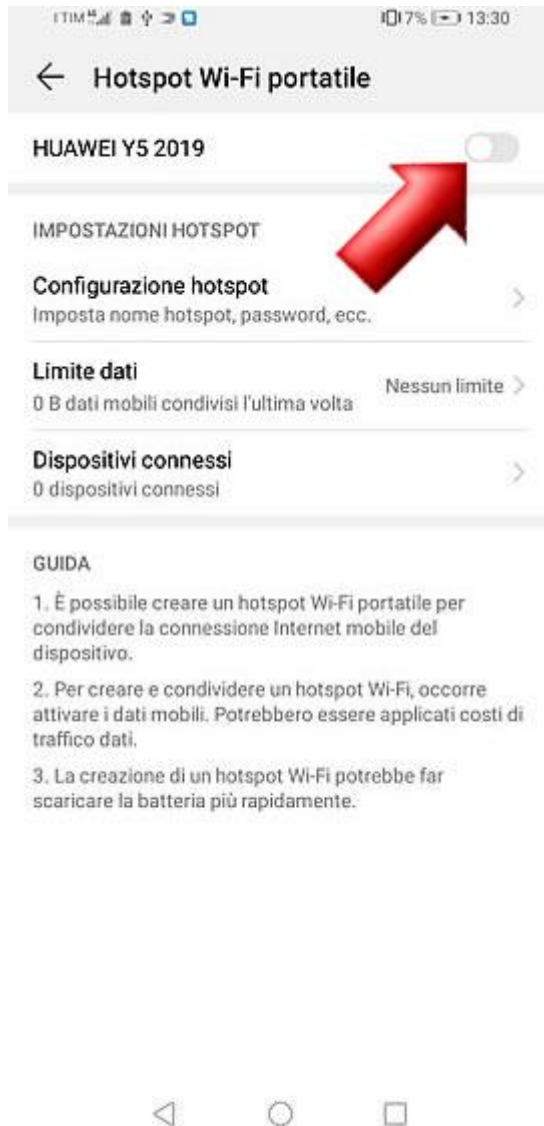 TIM 13:30
Hotspot Wi-Fi portatile
HUAWEI Y5 2019
IMPOSTAZIONI HOTSPOT
Configurazione hotspot
Imposta nome hotspot, password, ecc.
Limite dati
0 B dati mobili condivisi l'ultima volta
Nessun limite
Dispositivi connessi
0 dispositivi connessi
GUIDA
1. È possibile creare un hotspot Wi-Fi portatile per
condividere la connessione Internet mobile del
dispositivo.
2. Per creare e condividere un hotspot Wi-Fi, occorre
attivare i dati mobili. Potrebbero essere applicati costi di
traffico dati.
3. La creazione di un hotspot Wi-Fi potrebbe far
scaricare la batteria più rapidamente.